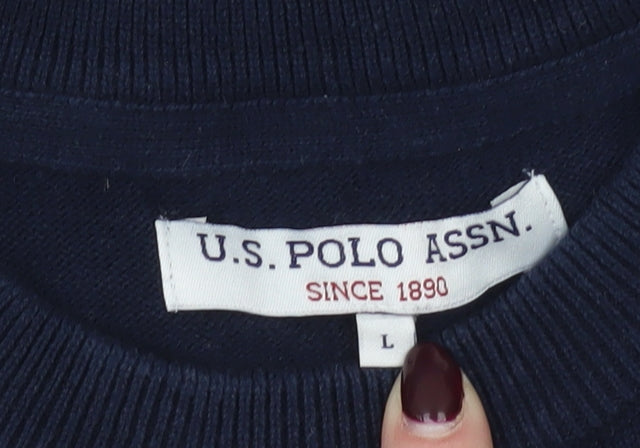 U.S. POLO ASSN.
SINCE 1890
L